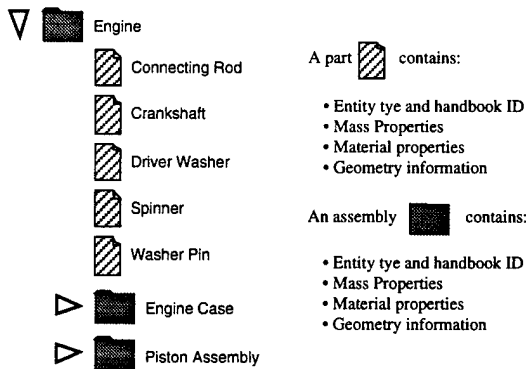 Engine
Connecting Rod
Crankshaft
Driver Washer
Spinner
Washer Pin
Engine Case
Piston Assembly
A part contains:
• Entity tye and handbook ID
• Mass Properties
• Material properties
• Geometry information
An assembly contains:
• Entity tye and handbook ID
• Mass Properties
• Material properties
• Geometry information